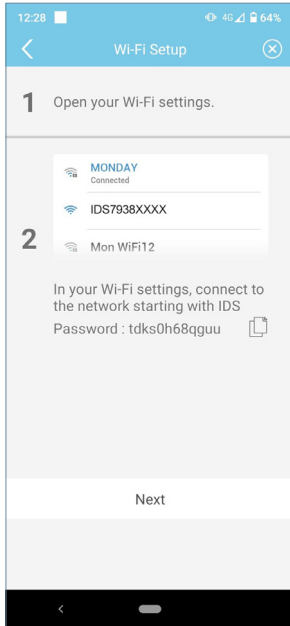 12:28 4G 64%
Wi-Fi Setup
1 Open your Wi-Fi settings.
MONDAY
Connected
IDS7938XXXX
2
Mon WiFi12
In your Wi-Fi settings, connect to
the network starting with IDS
Password : tdks0h68qguu
Next